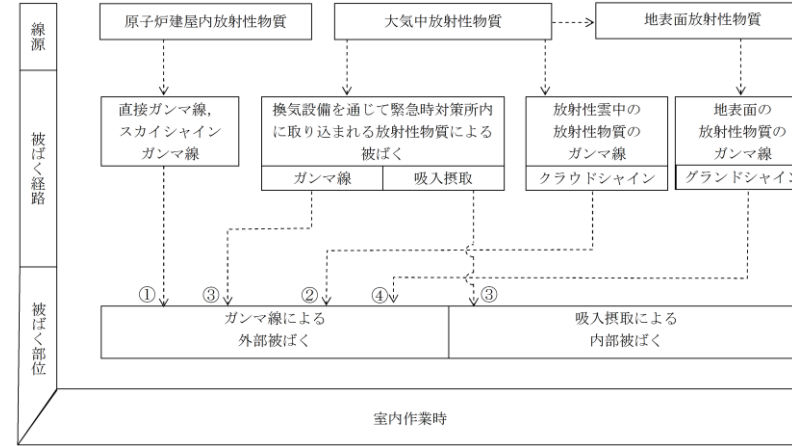 線源
原子炉建屋内放射性物質
大気中放射性物質
地表面放射性物質
被ばく経路
直接ガンマ線,
スカイシャイン
ガンマ線
換気設備を通じて緊急時対策所内
に取り込まれる放射性物質による
被ばく
ガンマ線
吸入摂取
放射性雲中の
放射性物質の
ガンマ線
クラウドシャイン
地表面の
放射性物質の
ガンマ線
グランドシャイン
①
③
②
④
③
被ばく部位
ガンマ線による
外部被ばく
吸入摂取による
内部被ばく
室内作業時